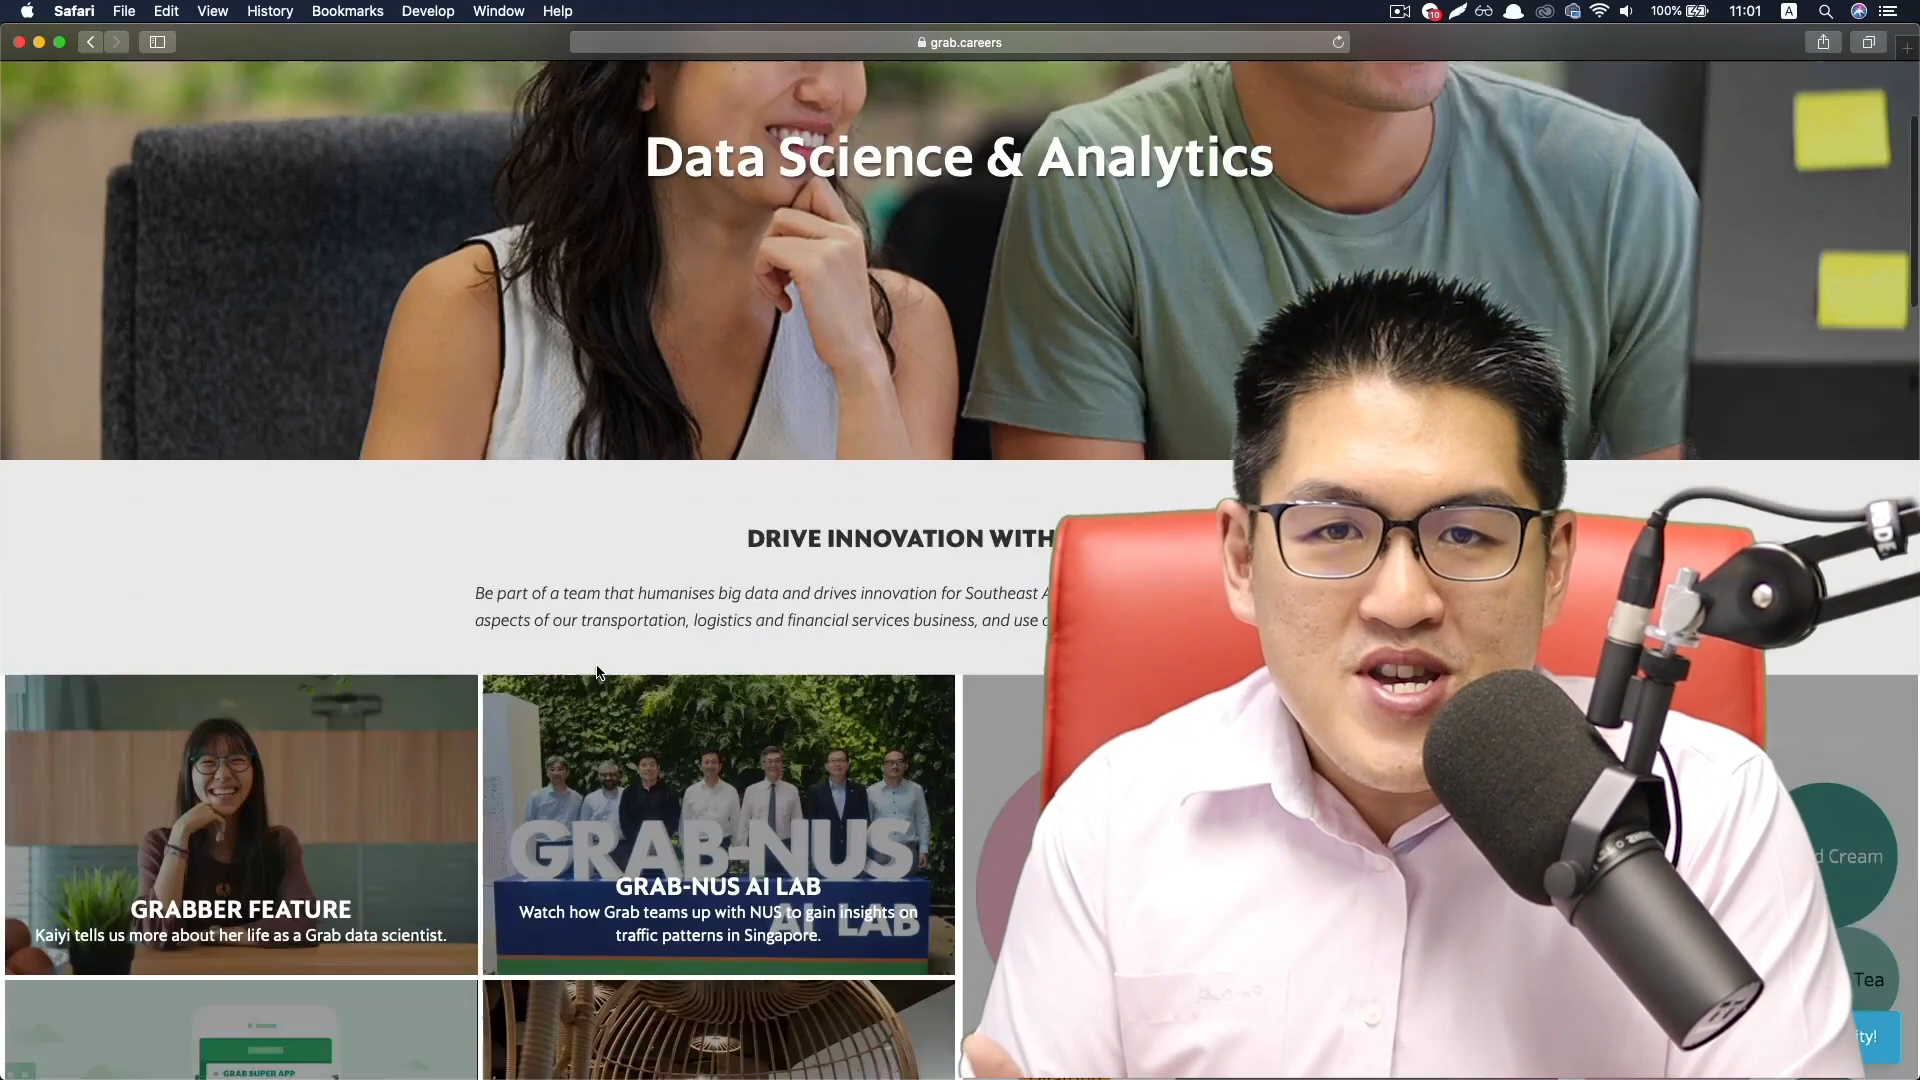 Safari File Edit View History Bookmarks Develop Window Help
10
100%
11:01
A
grab.careers
Data Science & Analytics
DRIVE INNOVATION WITH
Be part of a team that humanises big data and drives innovation for Southeast A
aspects of our transportation, logistics and financial services business, and use
GRAB-NUS
AI LAB
GRABBER FEATURE
Kaiyi tells us more about her life as a Grab data scientist.
GRAB-NUS AI LAB
Watch how Grab teams up with NUS to gain insights on
traffic patterns in Singapore.
d Cream
Tea
ity!
GRAB SUPER APP